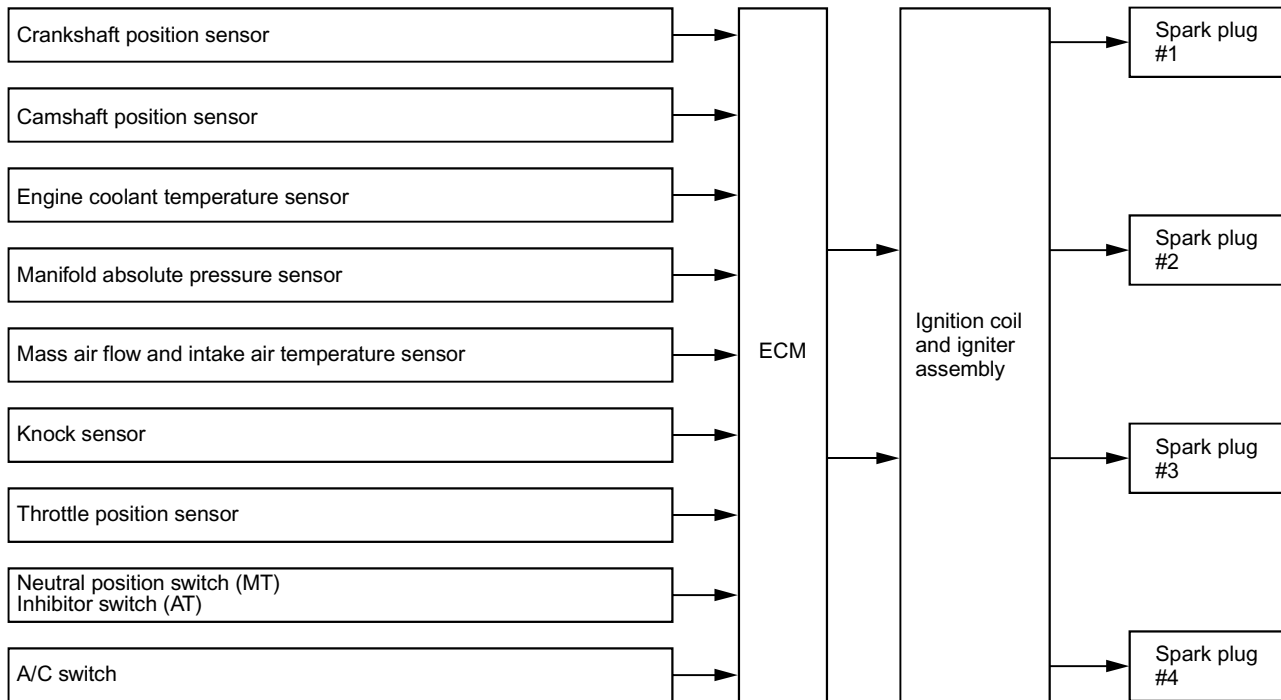 Crankshaft position sensor
Camshaft position sensor
Engine coolant temperature sensor
Manifold absolute pressure sensor
Mass air flow and intake air temperature sensor
Knock sensor
Throttle position sensor
Neutral position switch (MT)
Inhibitor switch (AT)
A/C switch
ECM
Ignition coil
and igniter
assembly
Spark plug
#1
Spark plug
#2
Spark plug
#3
Spark plug
#4